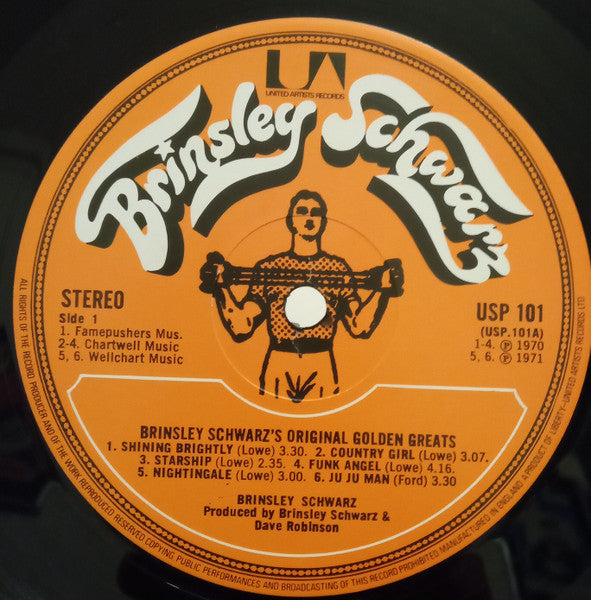 UA
UNITED ARTISTS RECORDS
Brinsley Schwarz
STEREO
Side 1
1. Famepushers Mus.
2-4. Chartwell Music
5, 6. Wellchart Music
USP 101
(USP.101A)
1-4. ℗ 1970
5, 6. ℗ 1971
BRINSLEY SCHWARZ'S ORIGINAL GOLDEN GREATS
1. SHINING BRIGHTLY (Lowe) 3.30. 2. COUNTRY GIRL (Lowe) 3.07.
3. STARSHIP (Lowe) 2.35. 4. FUNK ANGEL (Lowe) 4.16.
5. NIGHTINGALE (Lowe) 3.00. 6. JU JU MAN (Ford) 3.30
BRINSLEY SCHWARZ
Produced by Brinsley Schwarz &
Dave Robinson
ALL RIGHTS OF THE RECORD PRODUCER AND OF THE WORK REPRODUCED RESERVED. COPYING PUBLIC PERFORMANCES AND BROADCASTING OF THIS RECORD PROHIBITED MANUFACTURED IN ENGLAND A PRODUCT OF LIBERTY-UNITED ARTISTS RECORDS LTD